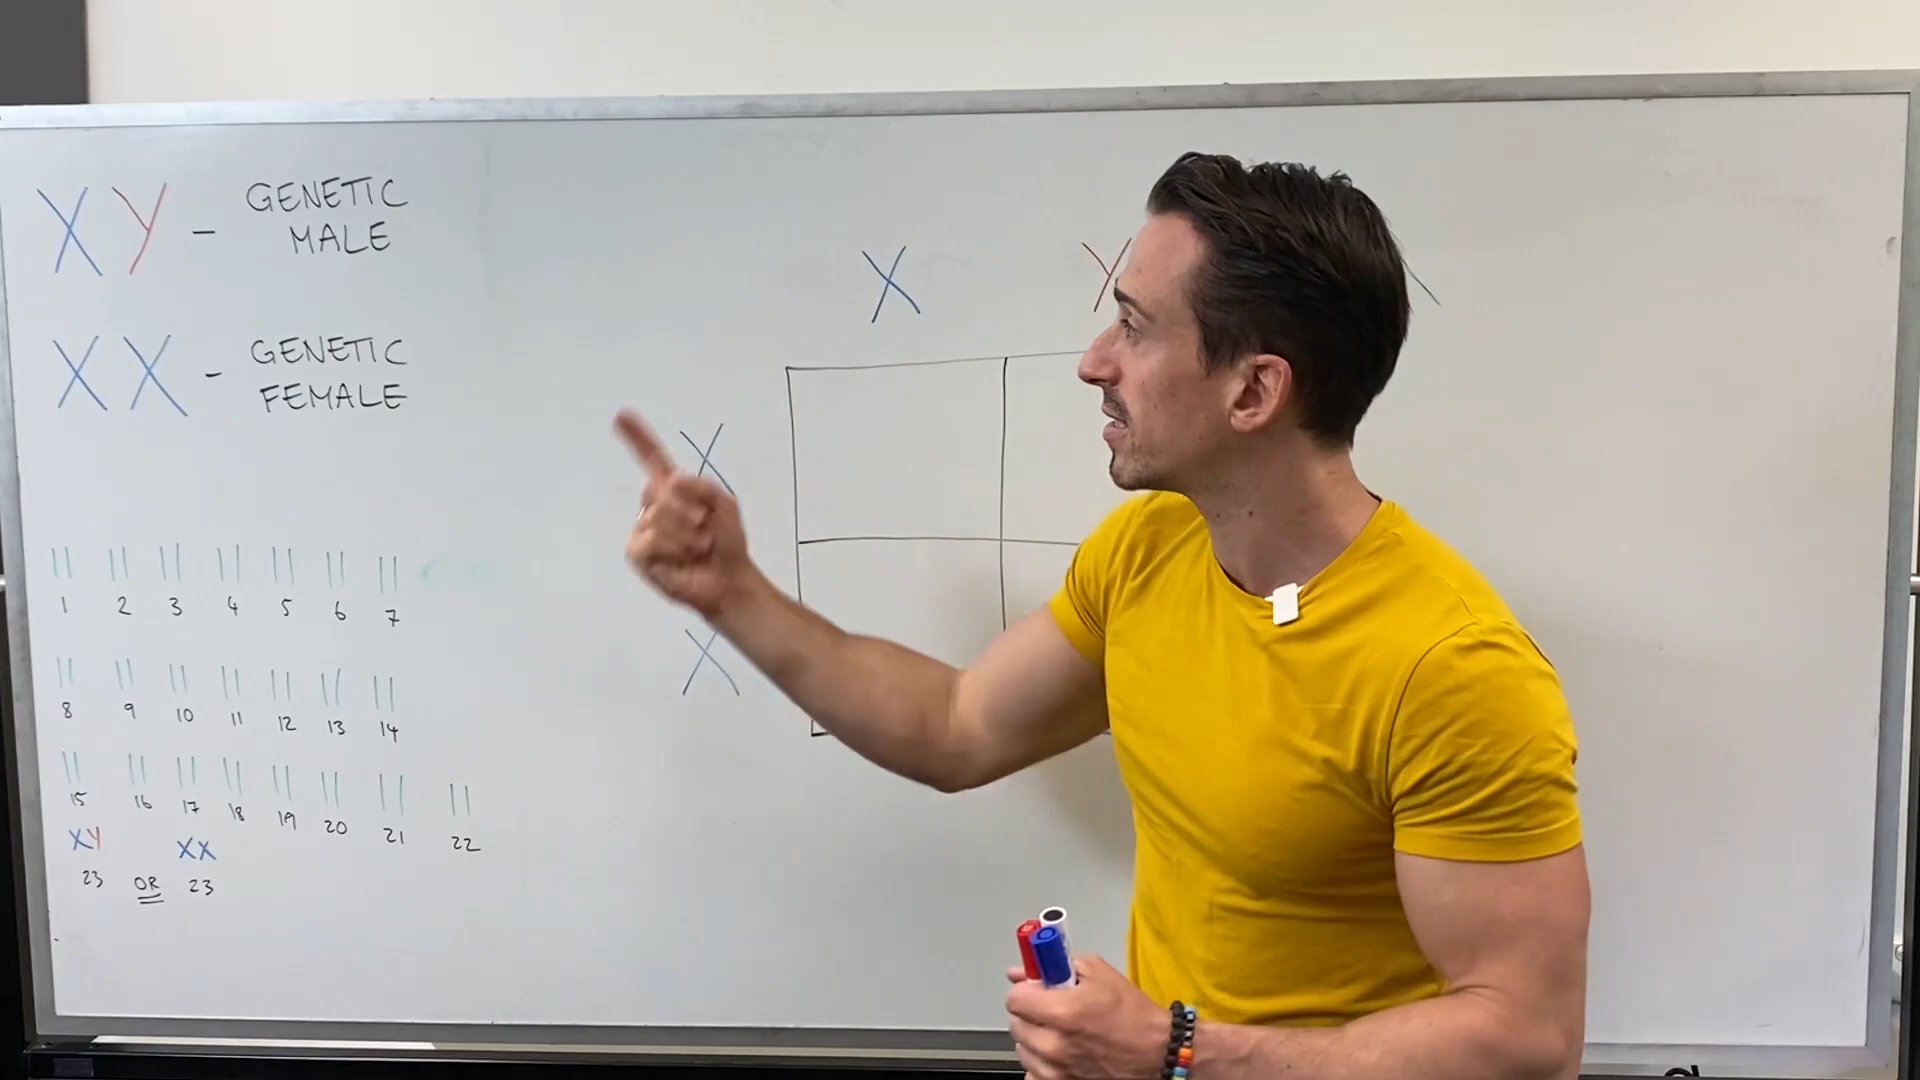 XY - GENETIC
MALE
XX - GENETIC
FEMALE
X Y
X
X
1 2 3 4 5 6 7
8 9 10 11 12 13 14
15 16 17 18 19 20 21 22
XY XX
23 OR 23